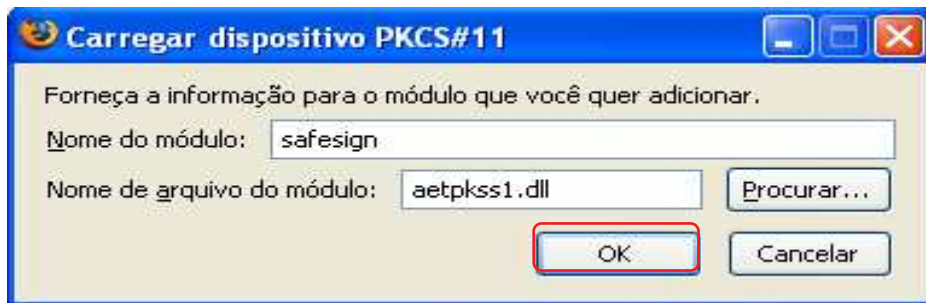 Carregar dispositivo PKCS#11
Forneça a informação para o módulo que você quer adicionar.
Nome do módulo: safesign
Nome de arquivo do módulo: aetpkss1.dll Procurar...
OK Cancelar